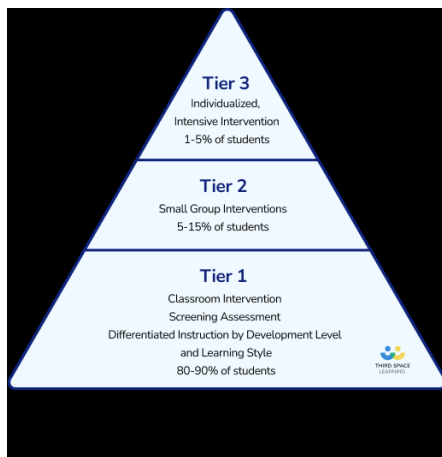 Tier 3
Individualized,
Intensive Intervention
1-5% of students
Tier 2
Small Group Interventions
5-15% of students
Tier 1
Classroom Intervention
Screening Assessment
Differentiated Instruction by Development Level
and Learning Style
80-90% of students
THIRD SPACE
LEARNING